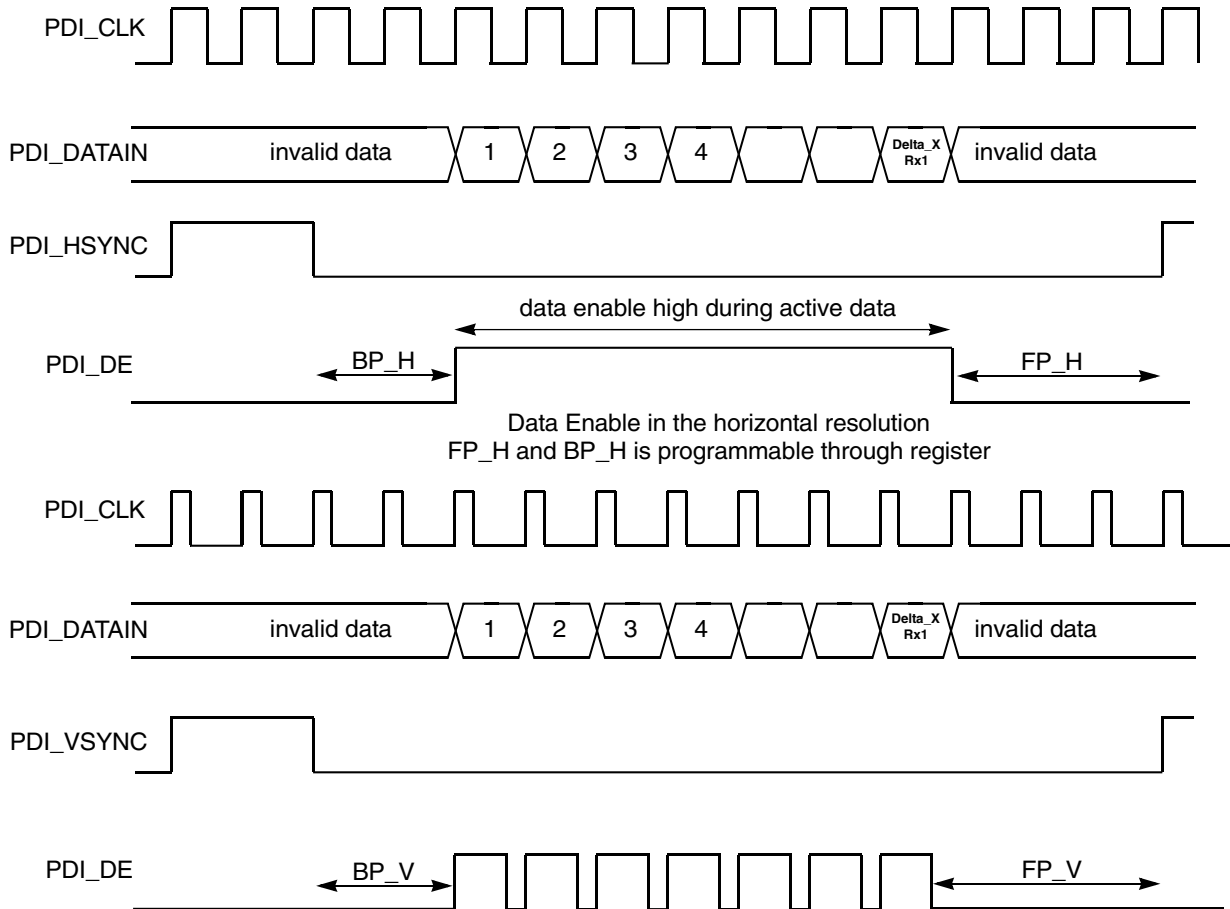 PDI_CLK
PDI_DATAIN
invalid data
1
2
3
4
Delta_X
Rx1
invalid data
PDI_HSYNC
data enable high during active data
PDI_DE
BP_H
FP_H
Data Enable in the horizontal resolution
FP_H and BP_H is programmable through register
PDI_CLK
PDI_DATAIN
invalid data
1
2
3
4
Delta_X
Rx1
invalid data
PDI_VSYNC
PDI_DE
BP_V
FP_V